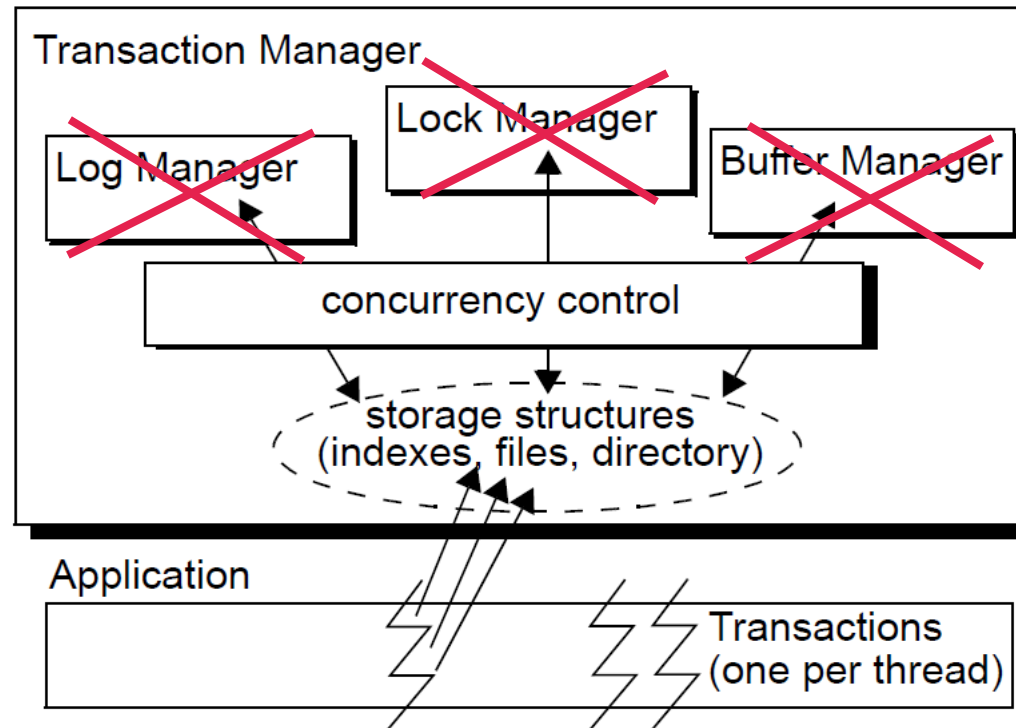 Transaction Manager
Lock Manager
Log Manager
Buffer Manager
concurrency control
storage structures
(indexes, files, directory)
Application
Transactions
(one per thread)